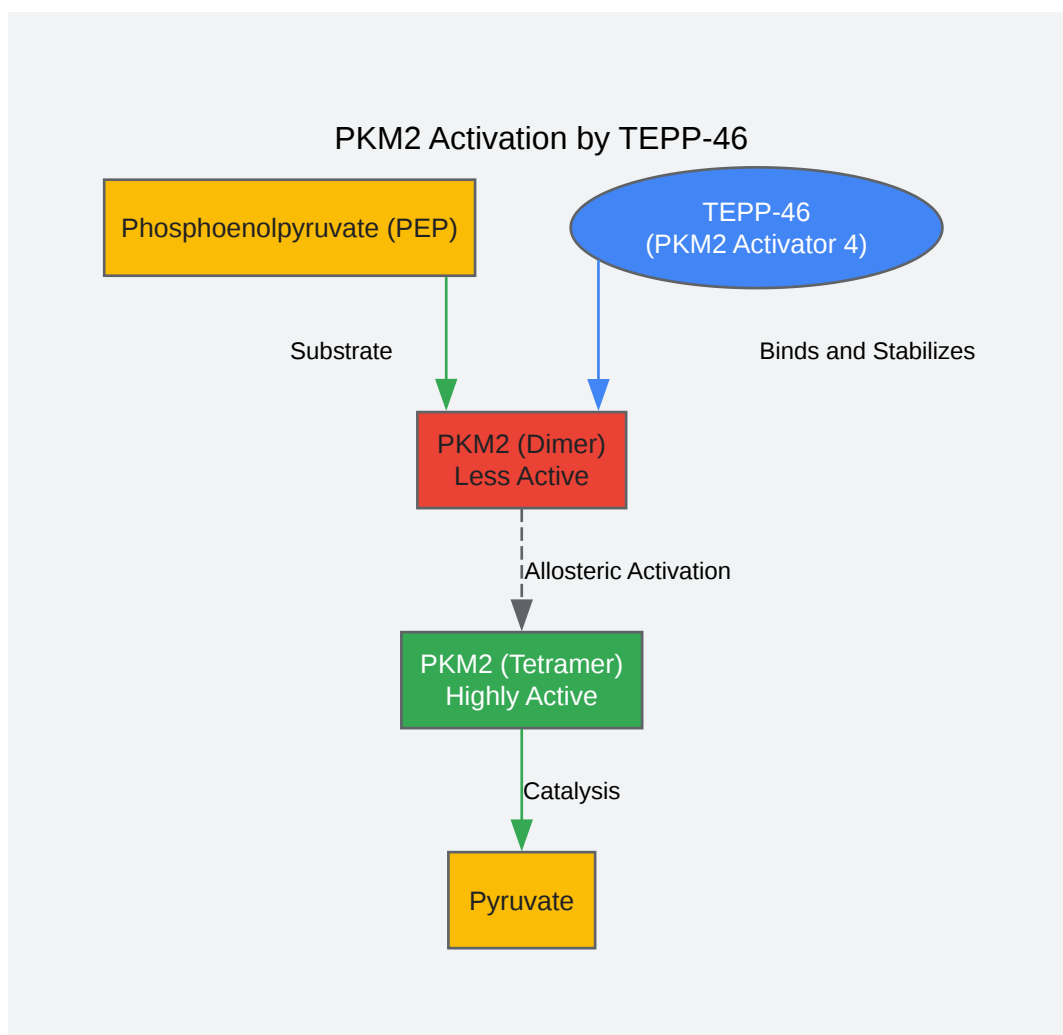 PKM2 Activation by TEPP-46
Phosphoenolpyruvate (PEP)
TEPP-46
(PKM2 Activator 4)
Substrate
Binds and Stabilizes
PKM2 (Dimer)
Less Active
Allosteric Activation
PKM2 (Tetramer)
Highly Active
Catalysis
Pyruvate